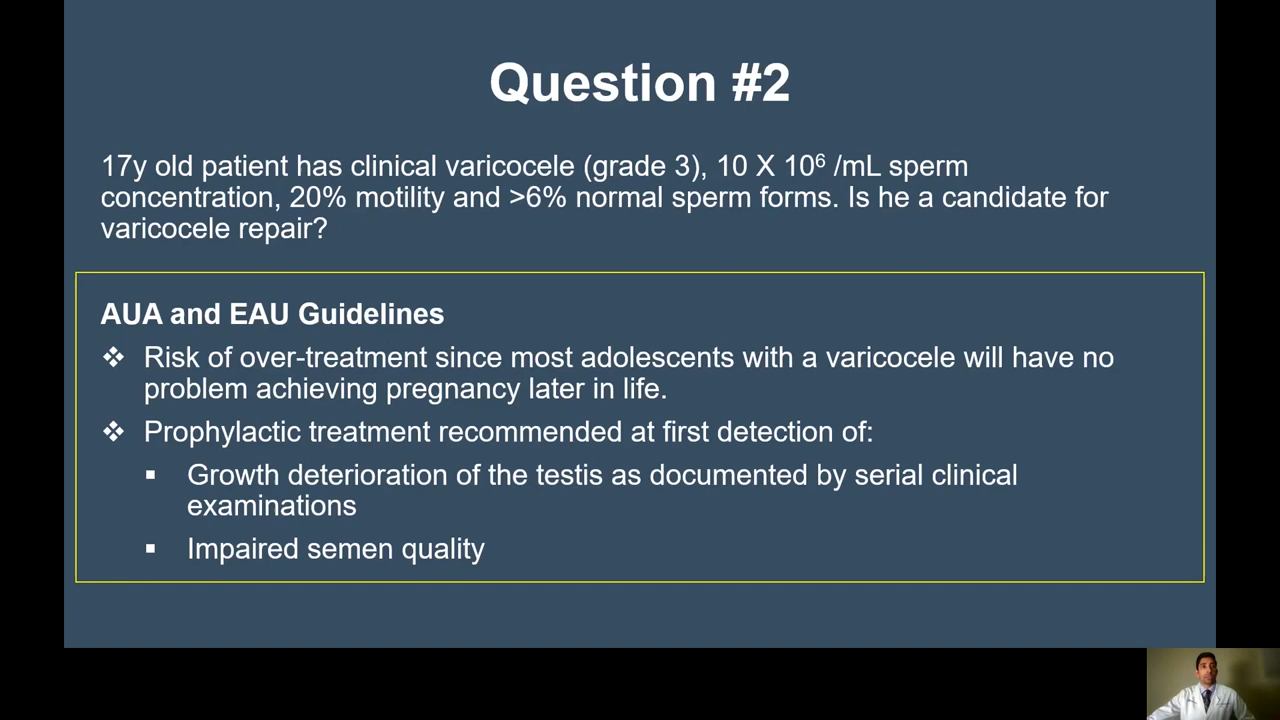 Question #2
17y old patient has clinical varicocele (grade 3), 10 X 10⁶ /mL sperm
concentration, 20% motility and >6% normal sperm forms. Is he a candidate for
varicocele repair?
AUA and EAU Guidelines
❖ Risk of over-treatment since most adolescents with a varicocele will have no
problem achieving pregnancy later in life.
❖ Prophylactic treatment recommended at first detection of:
▪ Growth deterioration of the testis as documented by serial clinical
examinations
▪ Impaired semen quality